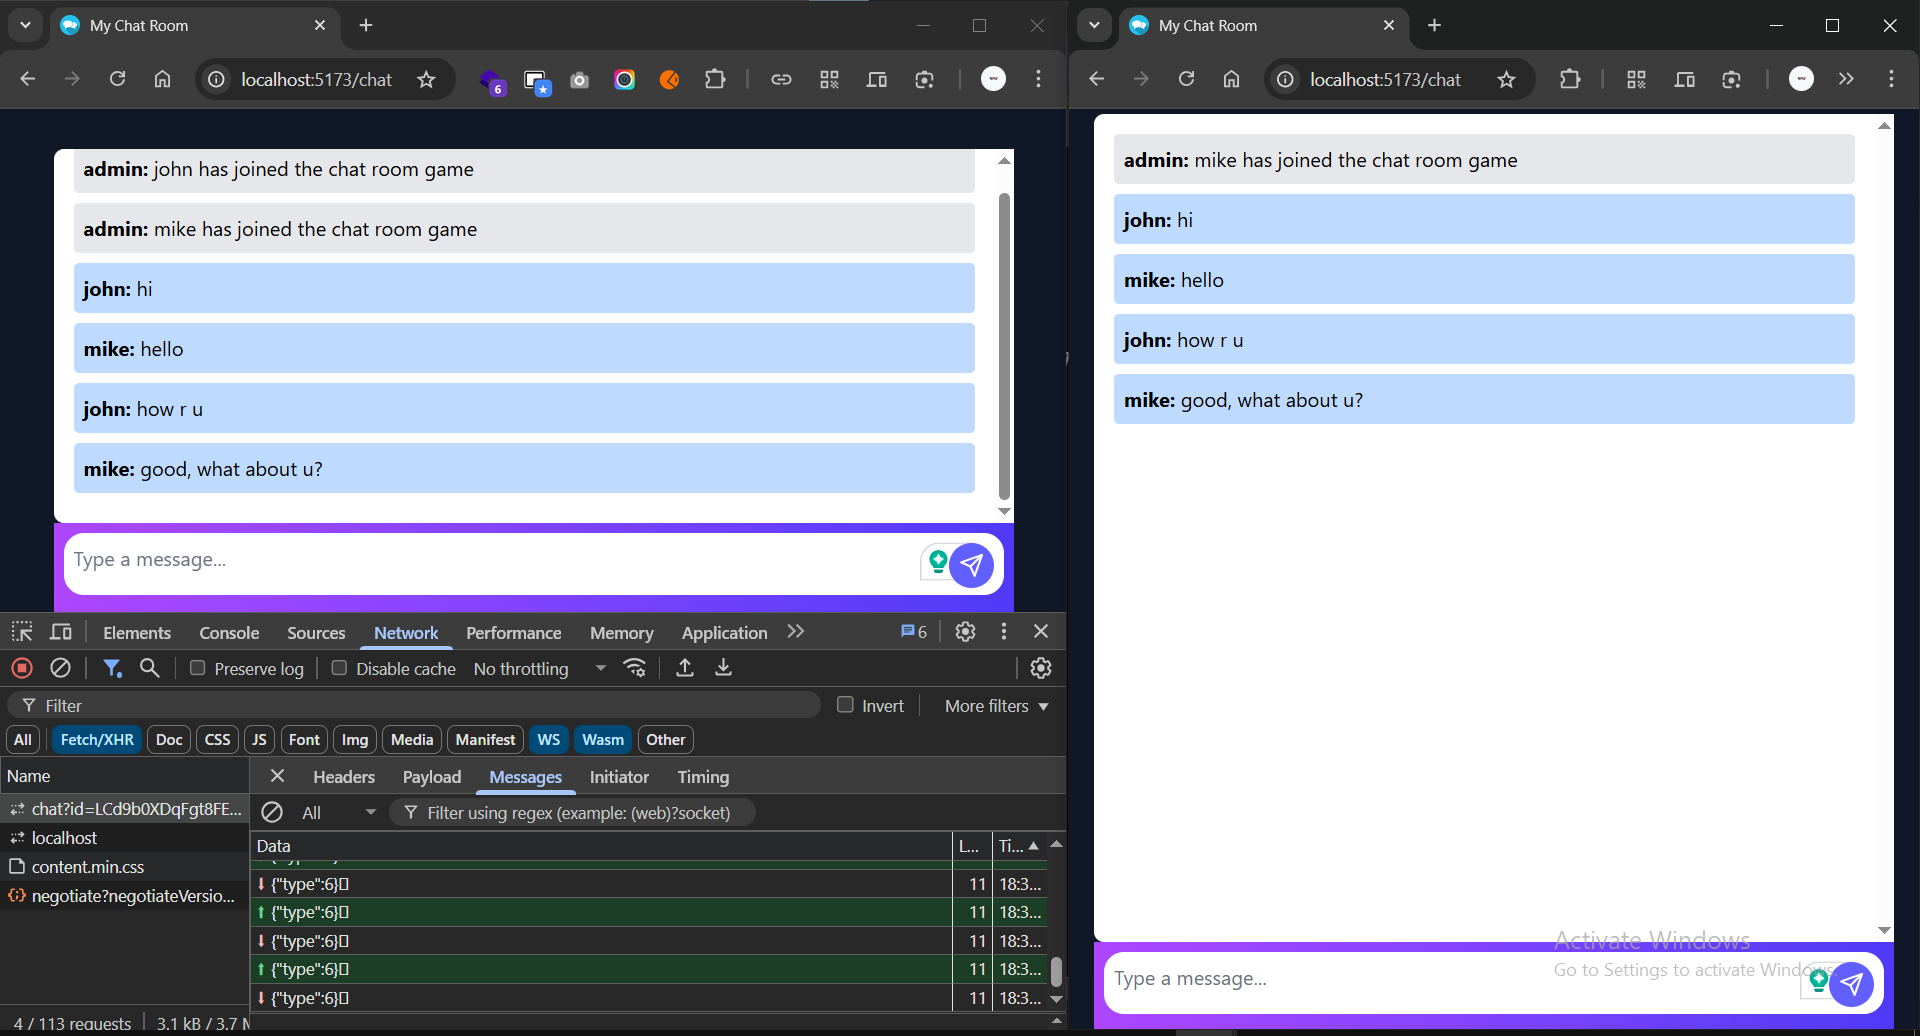 My Chat Room
localhost:5173/chat
6
admin: john has joined the chat room game
admin: mike has joined the chat room game
john: hi
mike: hello
john: how r u
mike: good, what about u?
Type a message...
Elements Console Sources Network Performance Memory Application 6
Preserve log Disable cache No throttling
Filter Invert More filters
All Fetch/XHR Doc CSS JS Font Img Media Manifest WS Wasm Other
Name Headers Payload Messages Initiator Timing
chat?id=LCd9b0XDqFgt8FE... All Filter using regex (example: (web)?socket)
localhost
content.min.css
negotiate?negotiateVersio...
Data L... Ti...
{"type":6} 11 18:3...
{"type":6} 11 18:3...
{"type":6} 11 18:3...
{"type":6} 11 18:3...
{"type":6} 11 18:3...
4 / 113 requests 3.1 kB / 3.7
My Chat Room
localhost:5173/chat
admin: mike has joined the chat room game
john: hi
mike: hello
john: how r u
mike: good, what about u?
Type a message...
Activate Windows
Go to Settings to activate Windows.